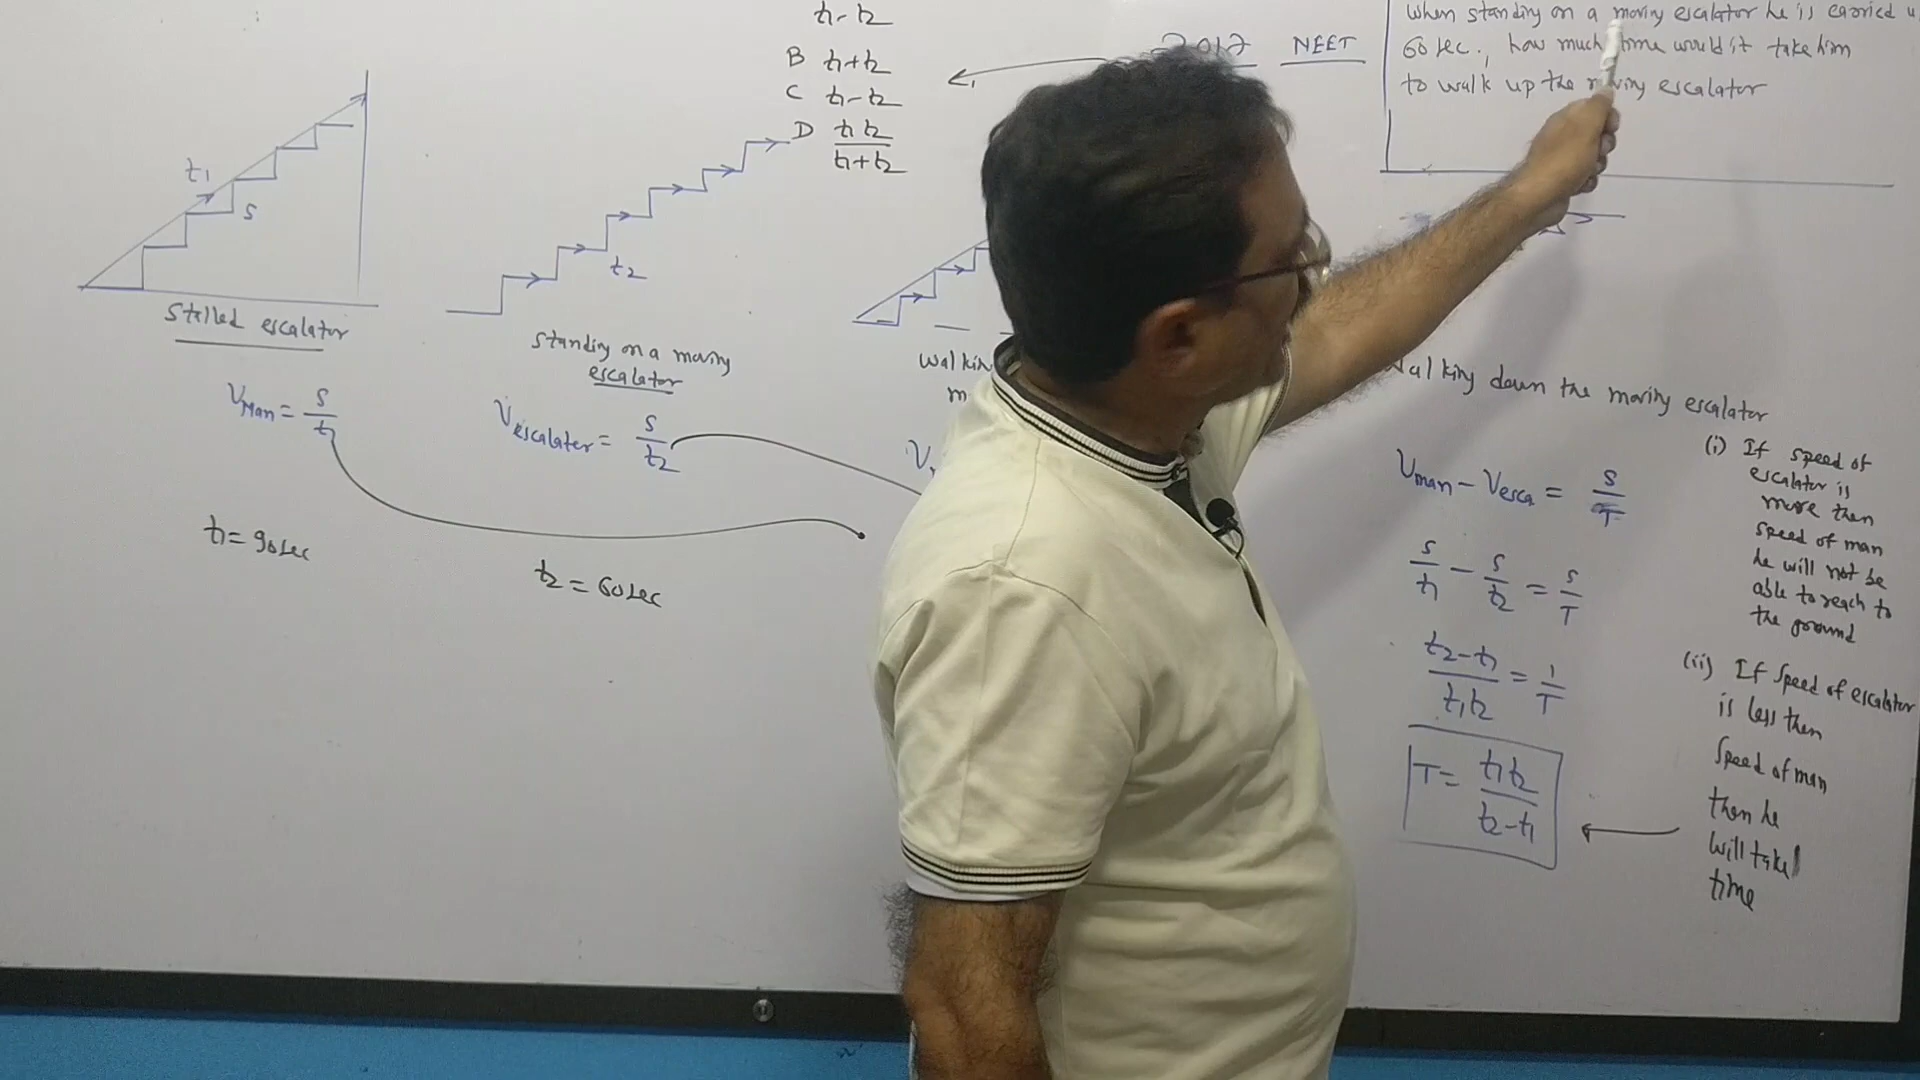 t1 - t2
B t1+t2
C t1-t2
D t1 t2
t1+t2
2017 NEET
When standing on a moving escalator he is carried u
60 sec., how much time would it take him
to walk up the moving escalator
t1
s
Stilled escalator
VMan = s/t1
t1 = 90 sec
t2
Standing on a moving
escalator
Vescalater = s/t2
t2 = 60 sec
Walkin
m
V
Walking down the moving escalator
Vman - Vesca = s/T
s/t1 - s/t2 = s/T
t2-t1/t1t2 = 1/T
T = t1t2/t2-t1
(i) If speed of
escalator is
more then
speed of man
he will not be
able to reach to
the ground
(ii) If speed of escalator
is less then
Speed of man
then he
will take
time